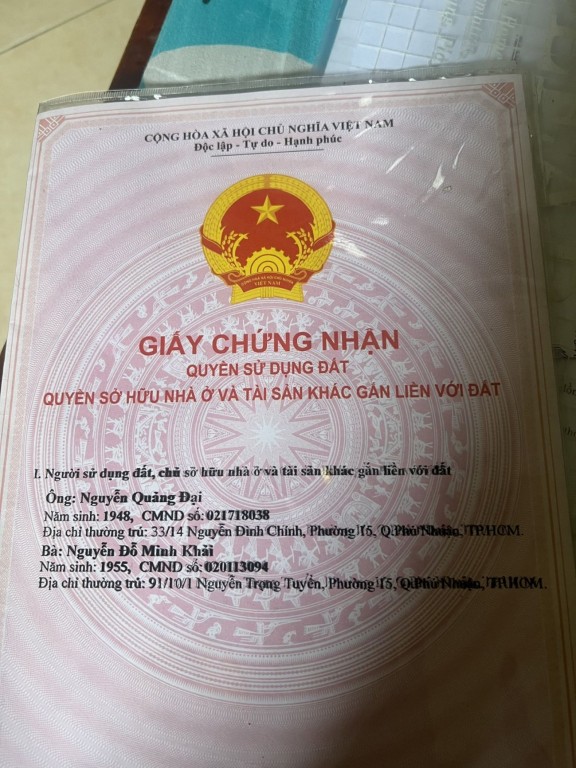 CỘNG HÒA XÃ HỘI CHỦ NGHĨA VIỆT NAM
Độc lập - Tự do - Hạnh phúc
VIỆT NAM
GIẤY CHỨNG NHẬN
QUYỀN SỬ DỤNG ĐẤT
QUYỀN SỞ HỮU NHÀ Ở VÀ TÀI SẢN KHÁC GẮN LIỀN VỚI ĐẤT
I. Người sử dụng đất, chủ sở hữu nhà ở và tài sản khác gắn liền với đất
Ông: Nguyễn Quảng Đại
Năm sinh: 1948, CMND số: 021718038
Địa chỉ thường trú: 33/14 Nguyễn Đình Chính, Phường 15, Q.Phú Nhuận, TP.HCM.
Bà: Nguyễn Đỗ Minh Khải
Năm sinh: 1955, CMND số: 020113094
Địa chỉ thường trú: 91/10/1 Nguyễn Trọng Tuyển, Phường 15, Q.Phú Nhuận, TP.HCM.